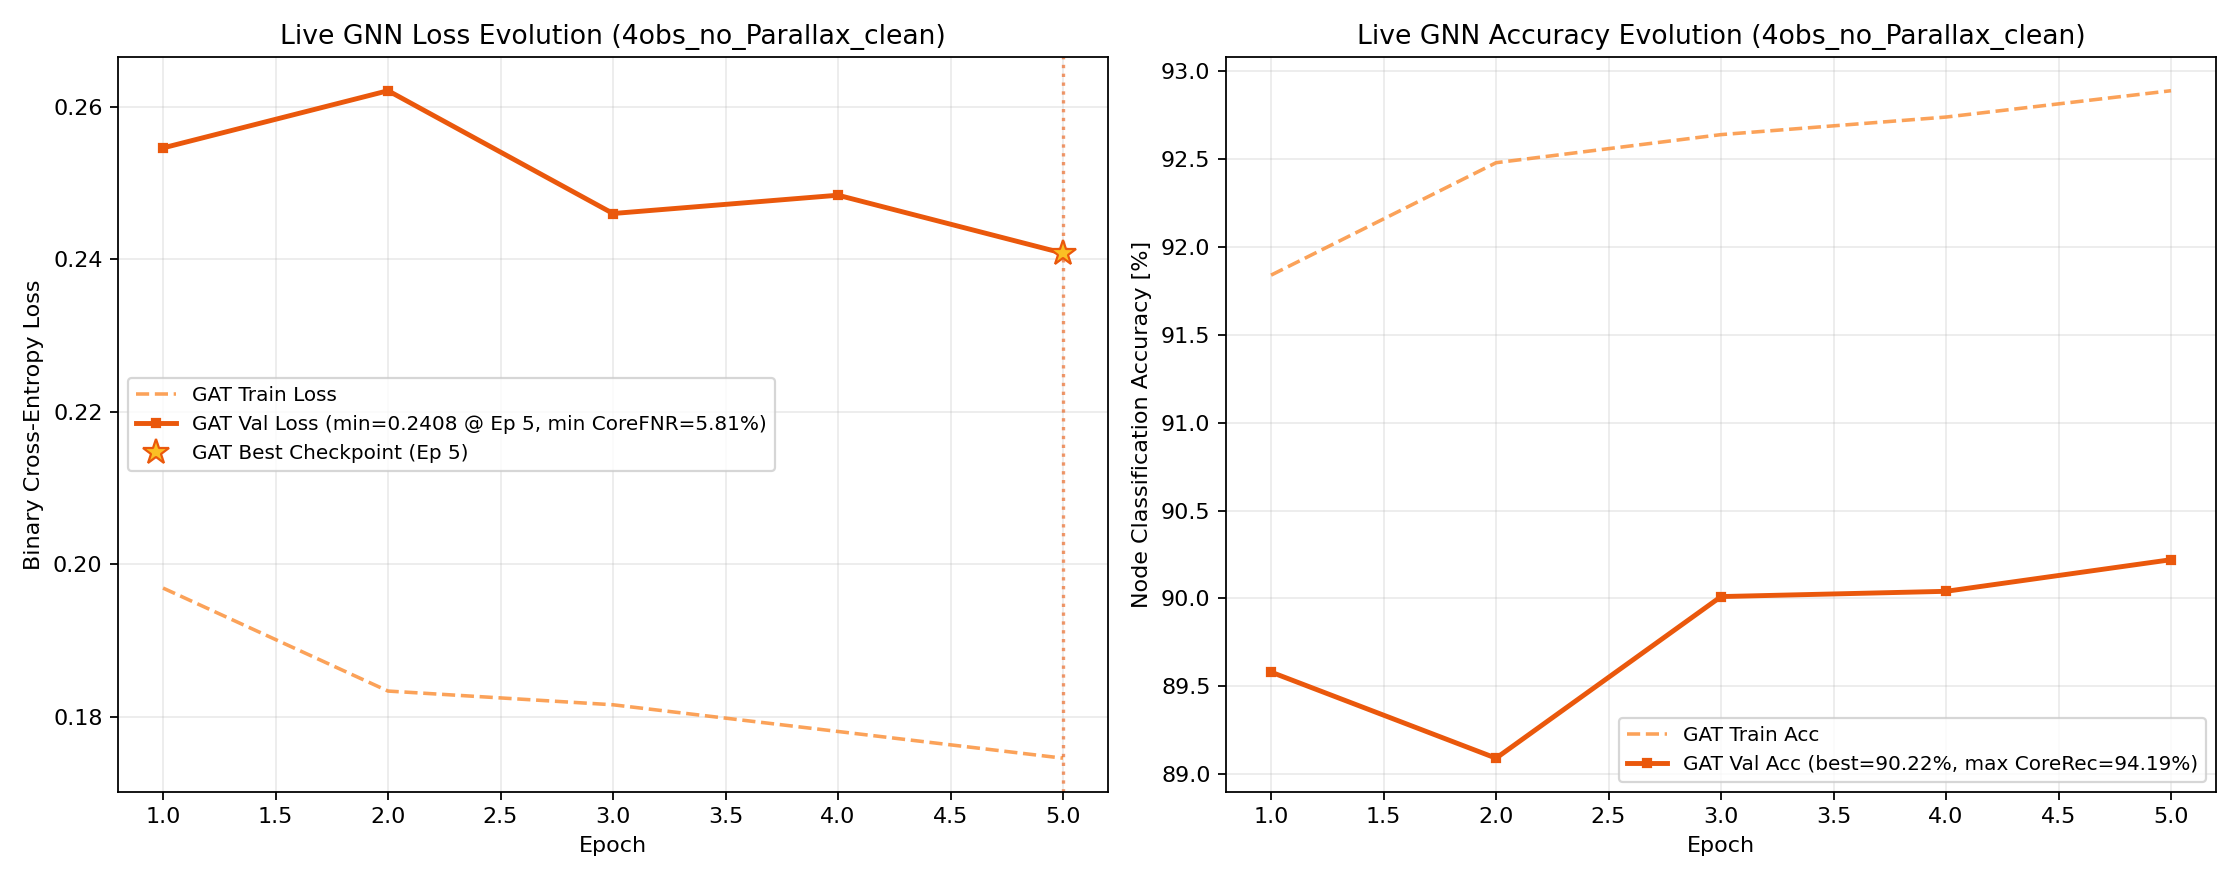 Live GNN Loss Evolution (4obs_no_Parallax_clean)
Binary Cross-Entropy Loss
0.26
0.24
0.22
0.20
0.18
GAT Train Loss
GAT Val Loss (min=0.2408 @ Ep 5, min CoreFNR=5.81%)
GAT Best Checkpoint (Ep 5)
1.0 1.5 2.0 2.5 3.0 3.5 4.0 4.5 5.0
Epoch
Live GNN Accuracy Evolution (4obs_no_Parallax_clean)
Node Classification Accuracy [%]
93.0
92.5
92.0
91.5
91.0
90.5
90.0
89.5
89.0
GAT Train Acc
GAT Val Acc (best=90.22%, max CoreRec=94.19%)
1.0 1.5 2.0 2.5 3.0 3.5 4.0 4.5 5.0
Epoch